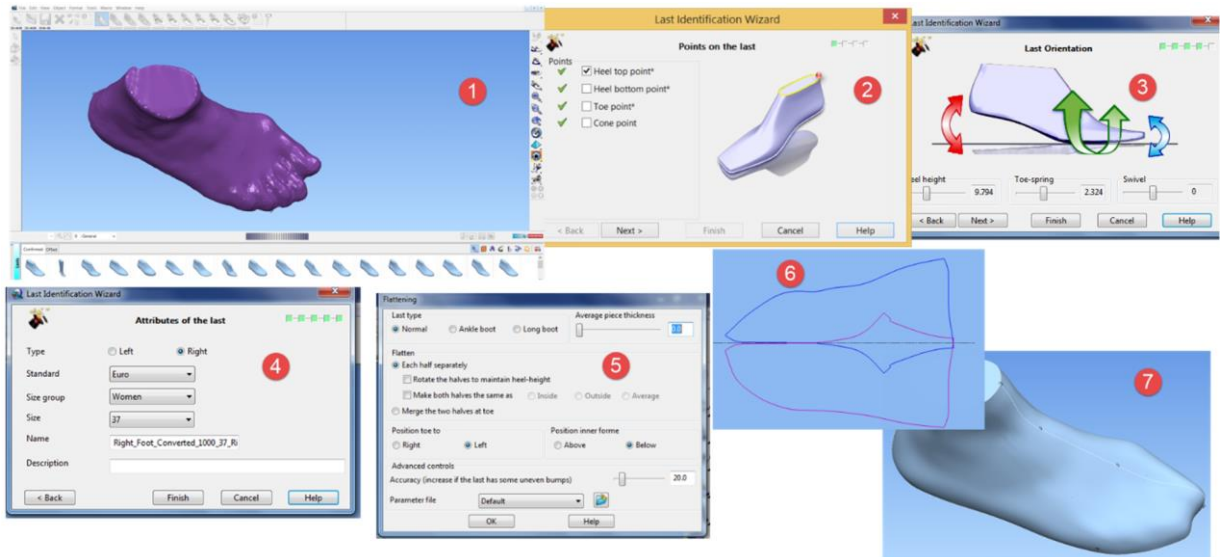 1
Last Identification Wizard
Points on the last
Points
Heel top point*
Heel bottom point*
Toe point*
Cone point
2
< Back Next > Finish Cancel Help
Last Identification Wizard
Last Orientation
3
Toe-spring Swivel
9.794 2.324 0
< Back Next > Finish Cancel Help
Last Identification Wizard
Attributes of the last
Type Left Right
4
Standard Euro
Size group Women
Size 37
Name Right_Foot_Converted_1000_37_Ri
Description
< Back Finish Cancel Help
Flattening
Last type Average piece thickness
Normal Ankle boot Long boot
Flatten
Each half separately
5
Rotate the halves to maintain heel-height
Make both halves the same as Inside Outside Average
Merge the two halves at toe
Position toe to Position inner forme
Right Left Above Below
Advanced controls
Accuracy (increase if the last has some uneven bumps) 20.0
Parameter file Default
OK Help
6
7